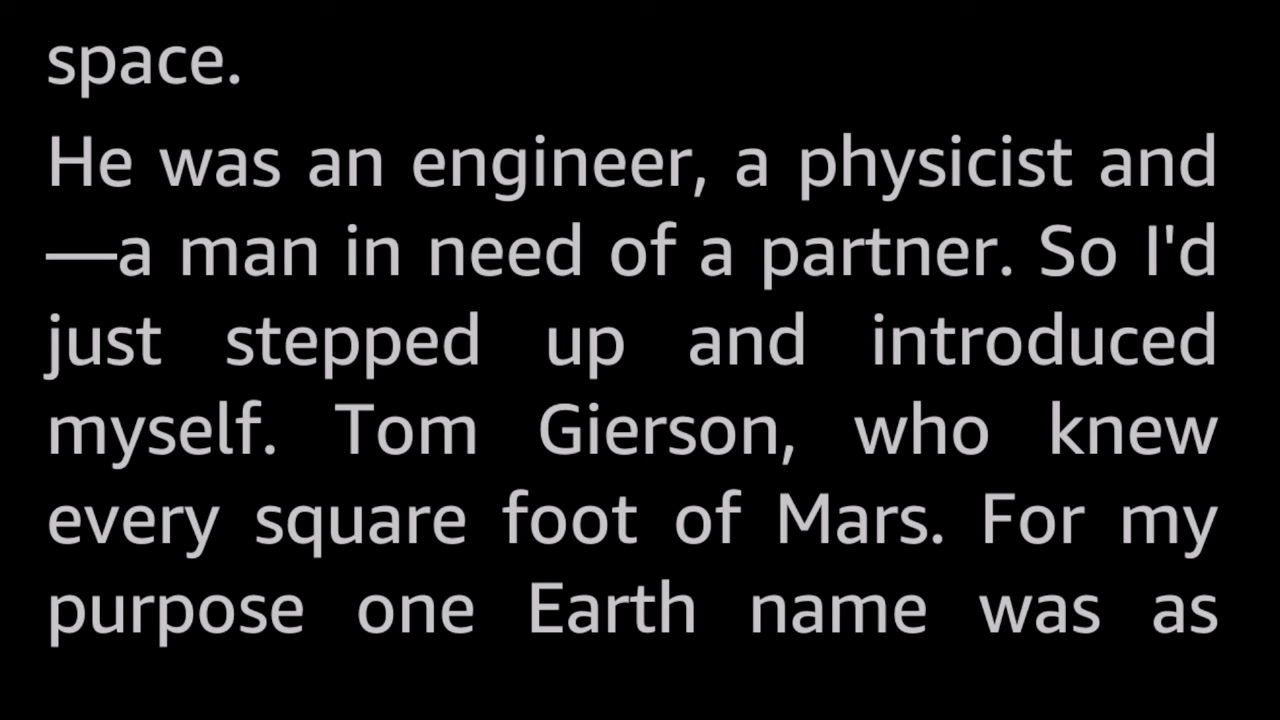 space.
He was an engineer, a physicist and
—a man in need of a partner. So I'd
just stepped up and introduced
myself. Tom Gierson, who knew
every square foot of Mars. For my
purpose one Earth name was as